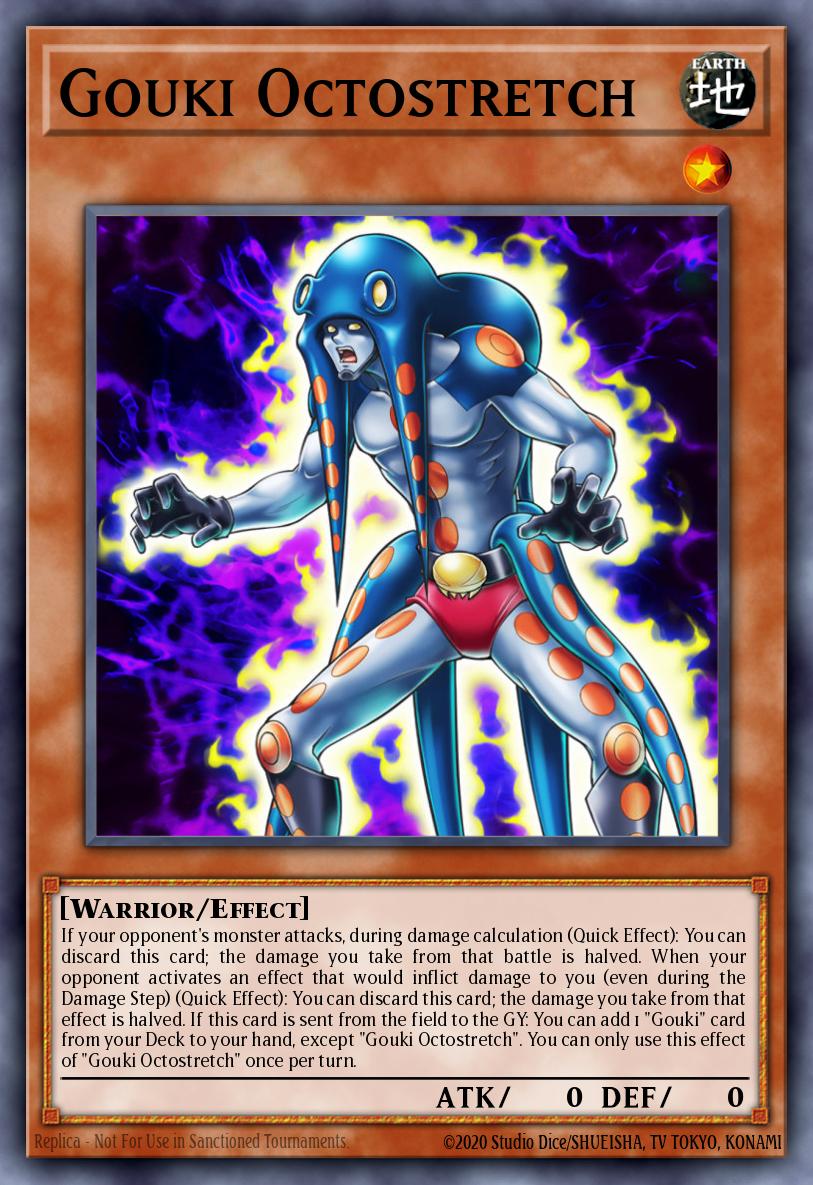 Gouki Octostretch
EARTH
地
[Warrior/Effect]
If your opponent's monster attacks, during damage calculation (Quick Effect): You can
discard this card; the damage you take from that battle is halved. When your
opponent activates an effect that would inflict damage to you (even during the
Damage Step) (Quick Effect): You can discard this card; the damage you take from that
effect is halved. If this card is sent from the field to the GY: You can add 1 "Gouki" card
from your Deck to your hand, except "Gouki Octostretch". You can only use this effect
of "Gouki Octostretch" once per turn.
ATK/ 0 DEF/ 0
Replica - Not For Use in Sanctioned Tournaments.
©2020 Studio Dice/SHUEISHA, TV TOKYO, KONAMI